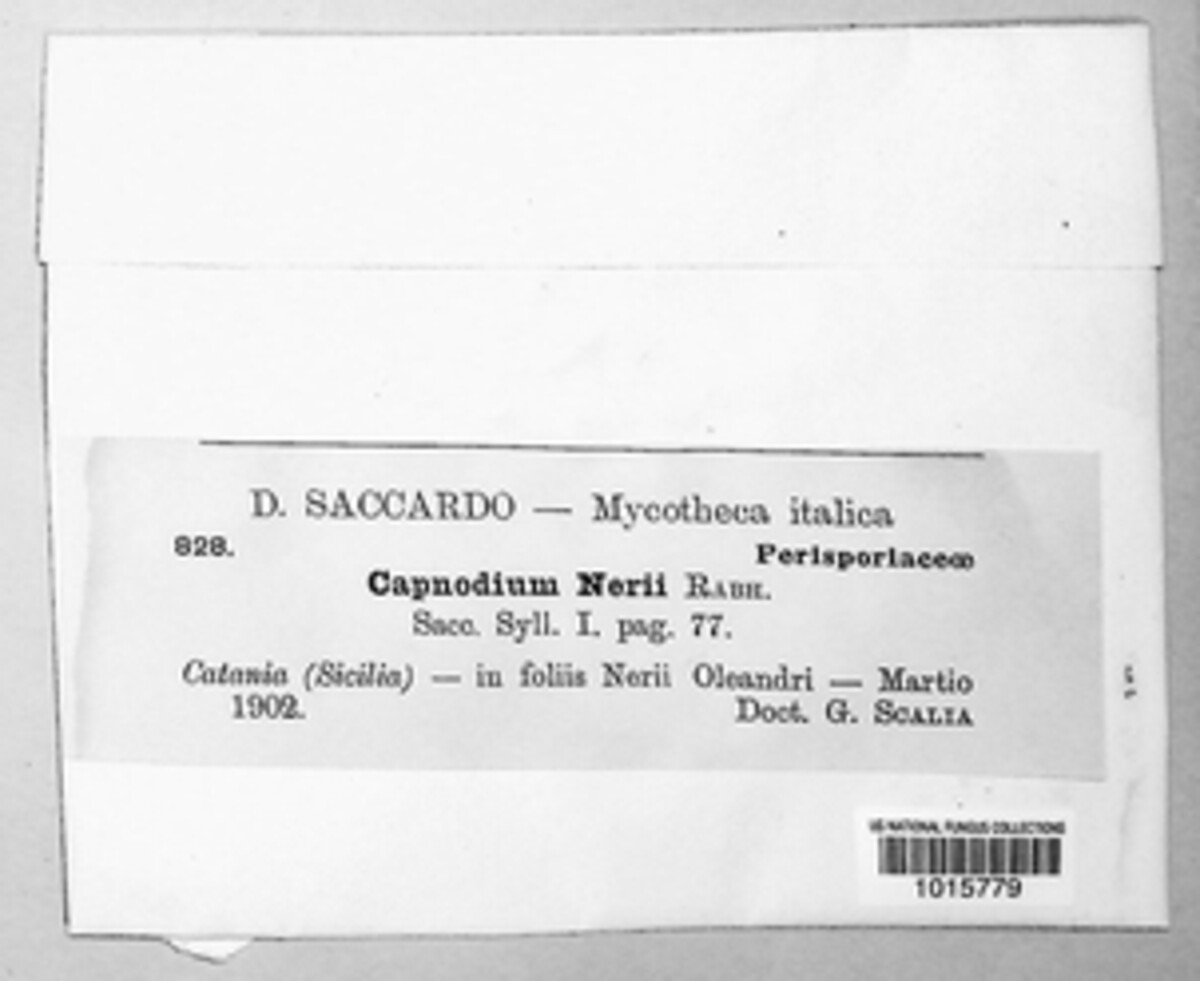 D. SACCARDO — Mycotheca italica
828.
Perisporiaceæ
Capnodium Nerii RABH.
Sacc. Syll. I. pag. 77.
Catania (Sicilia) — in foliis Nerii Oleandri — Martio
1902. Doct. G. SCALIA
US NATIONAL FUNGUS COLLECTIONS
1015779